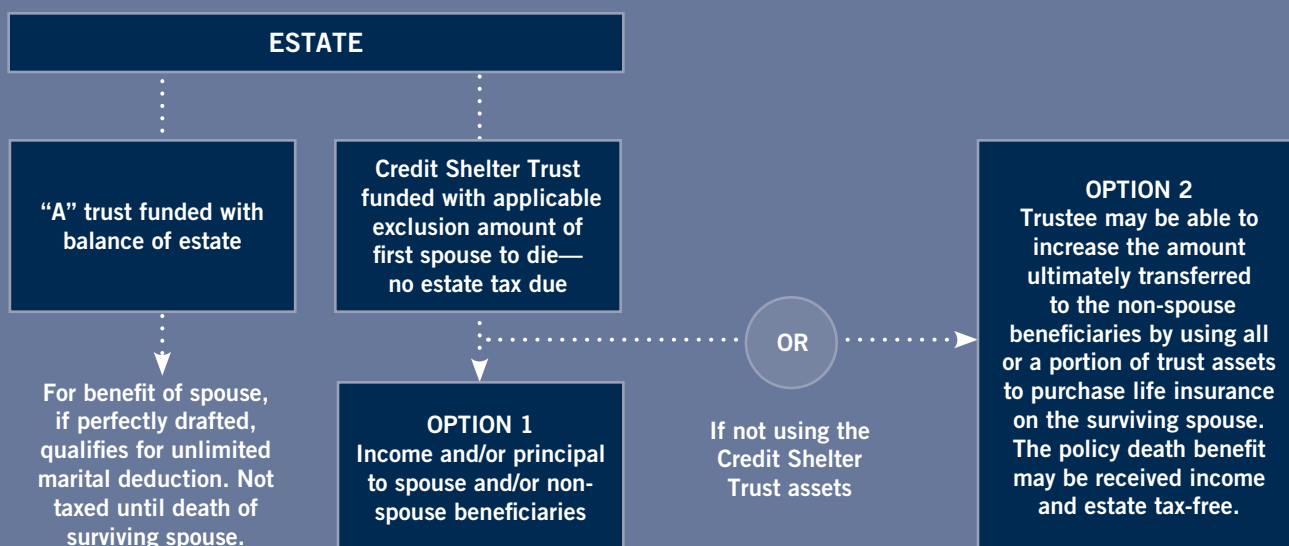 ESTATE
“A” trust funded with
balance of estate
Credit Shelter Trust
funded with applicable
exclusion amount of
first spouse to die—
no estate tax due
For benefit of spouse,
if perfectly drafted,
qualifies for unlimited
marital deduction. Not
taxed until death of
surviving spouse.
OPTION 1
Income and/or principal
to spouse and/or non-
spouse beneficiaries
OR
If not using the
Credit Shelter
Trust assets
OPTION 2
Trustee may be able to
increase the amount
ultimately transferred
to the non-spouse
beneficiaries by using all
or a portion of trust assets
to purchase life insurance
on the surviving spouse.
The policy death benefit
may be received income
and estate tax-free.